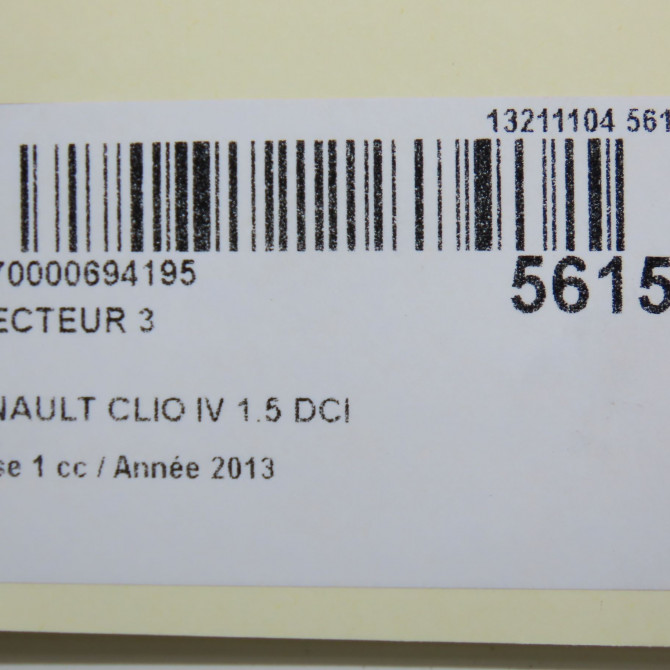 13211104 561
70000694195
5615
ECTEUR 3
NAULT CLIO IV 1.5 DCI
se 1 cc / Année 2013